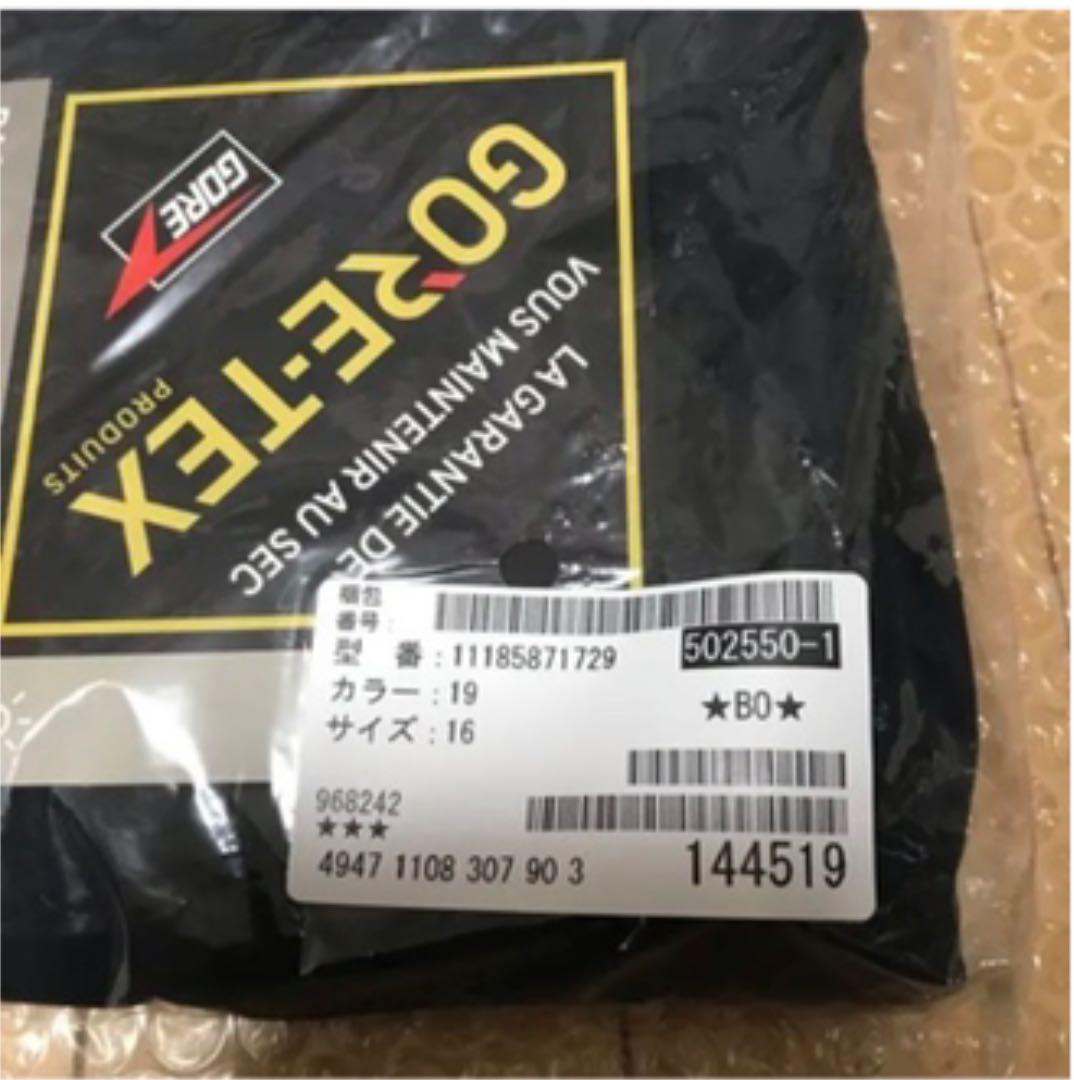 GORE
GORE-TEX
PRODUITS
LA GARANTIE DE
VOUS MAINTENIR AU SEC
梱包
番号:
型 番:11185871729
502550-1
カラー:19
★BO★
サイズ:16
968242
★★★
4947 1108 307 90 3
144519